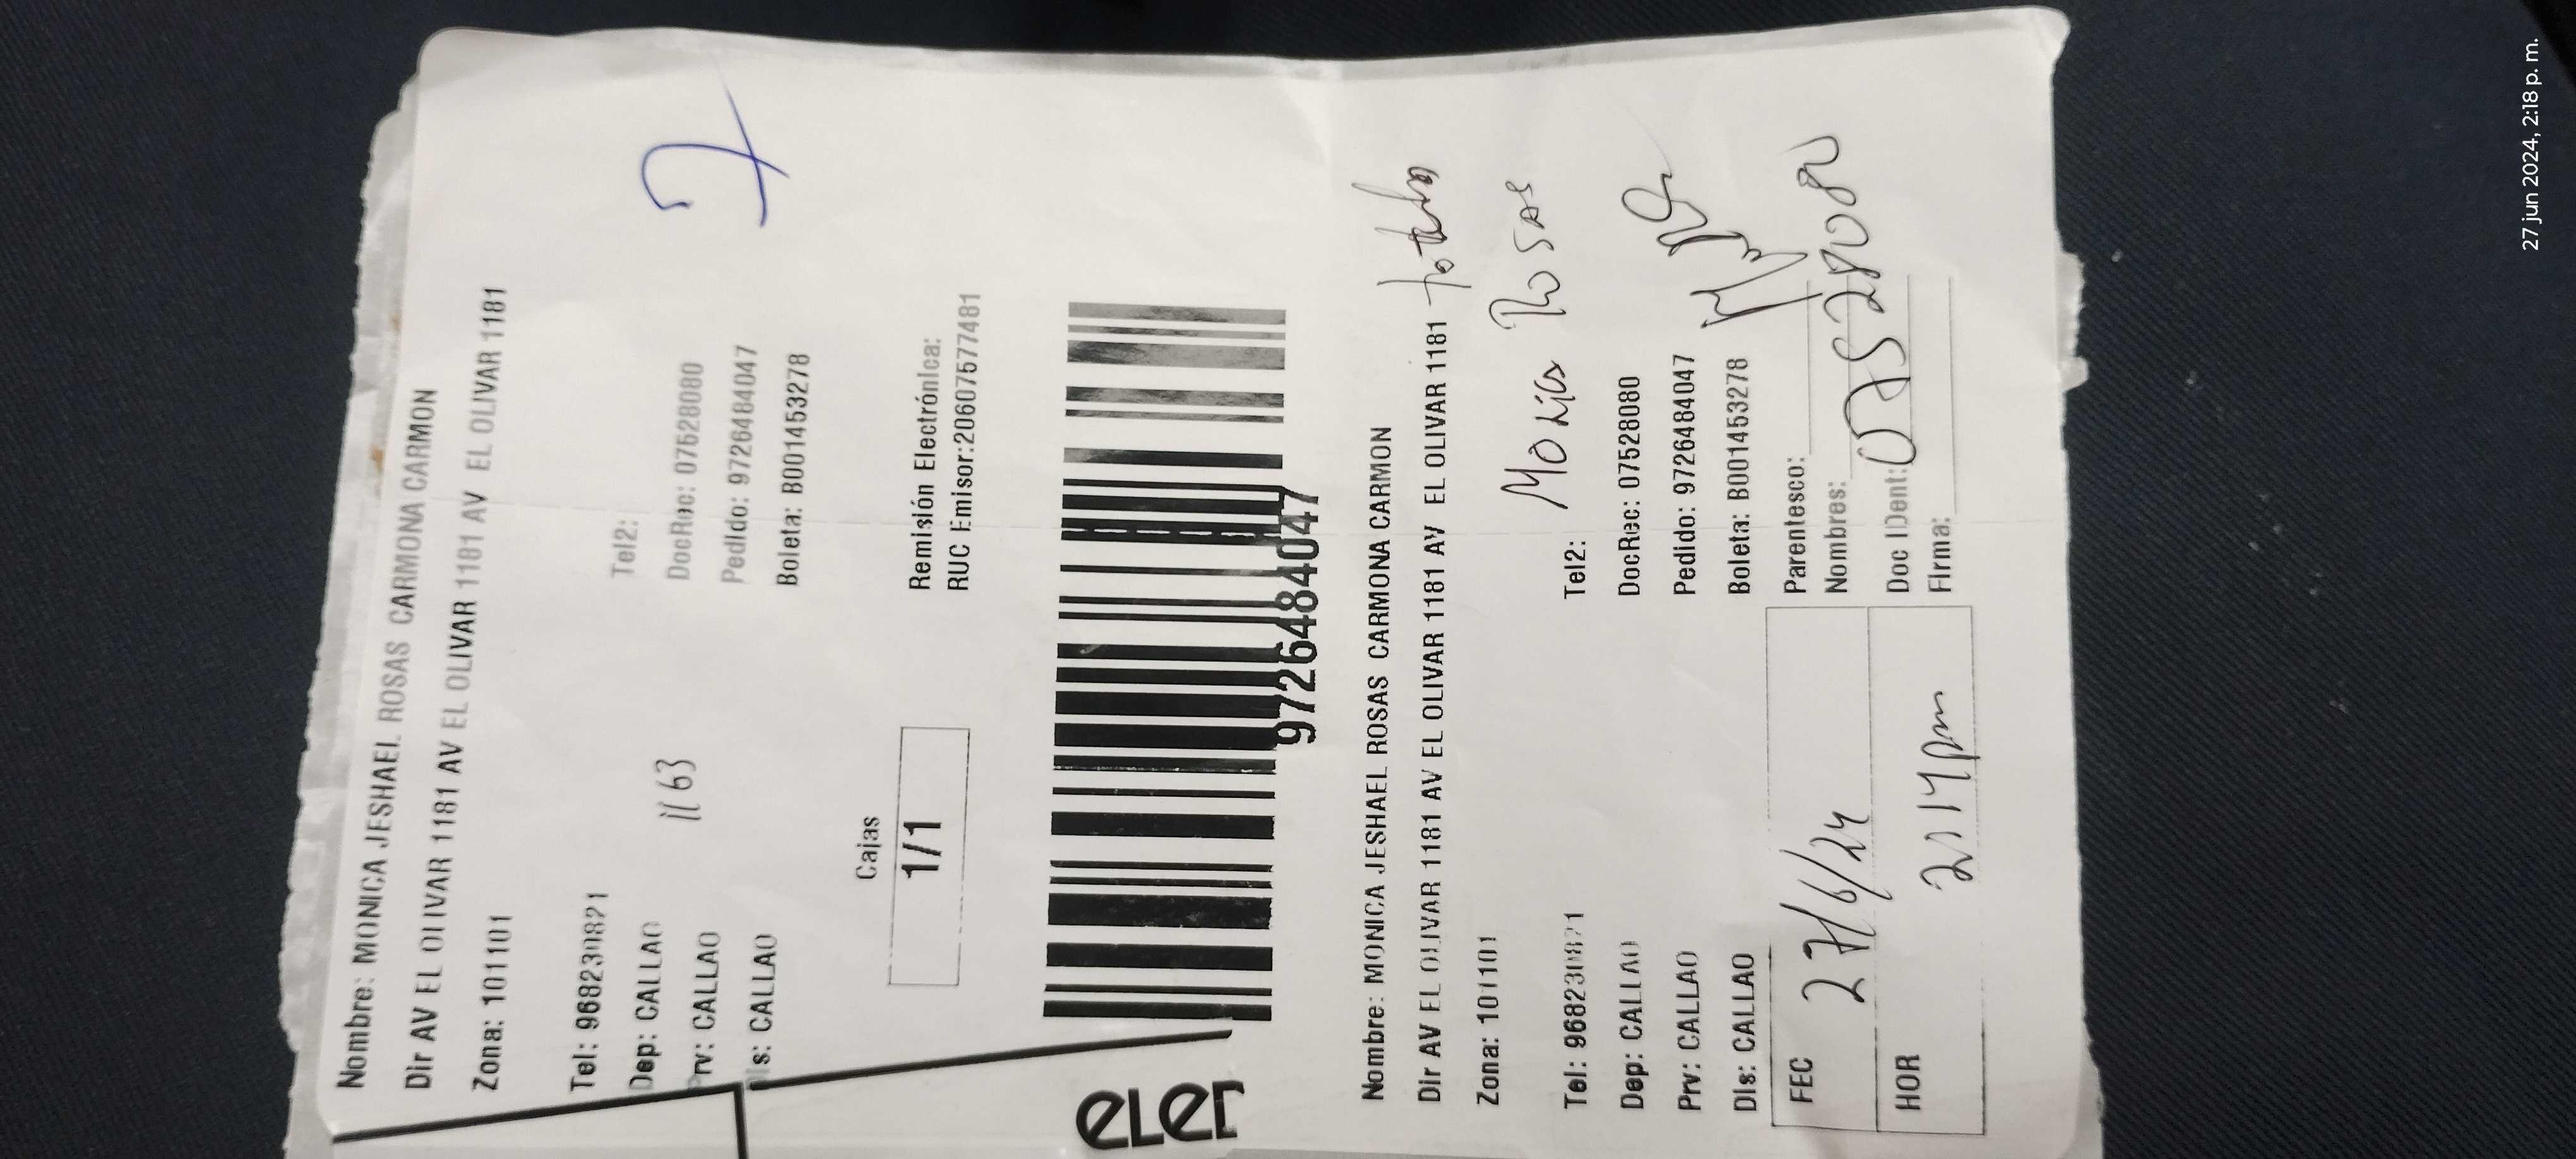 Nombre: MONICA JESHAEL ROSAS CARMONA CARMON
Dir AV EL OLIVAR 1181 AV EL OLIVAR 1181 AV EL OLIVAR 1181
Zona: 101101
Tel: 968230821 Tel2:
Dep: CALLAO DocRec: 07528080
1163
Prv: CALLAO Pedido: 9726484047
Dis: CALLAO Boleta: B001453278
Cajas
1/1
Remisión Electrónica:
RUC Emisor:20607577481
eLer
9726484047
Nombre: MONICA JESHAEL ROSAS CARMONA CARMON
Dir AV EL OLIVAR 1181 AV EL OLIVAR 1181 AV EL OLIVAR 1181
Zona: 101101
Monica Rosas
Tel: 968230821 Tel2:
Dep: CALLAO DocRec: 07528080
Prv: CALLAO Pedido: 9726484047
Dis: CALLAO Boleta: B001453278
FEC 27/6/24 Parentesco:
Nombres:
HOR 2:17pm Doc IDent: 07528080
Firma:
27 jun 2024, 2:18 p. m.